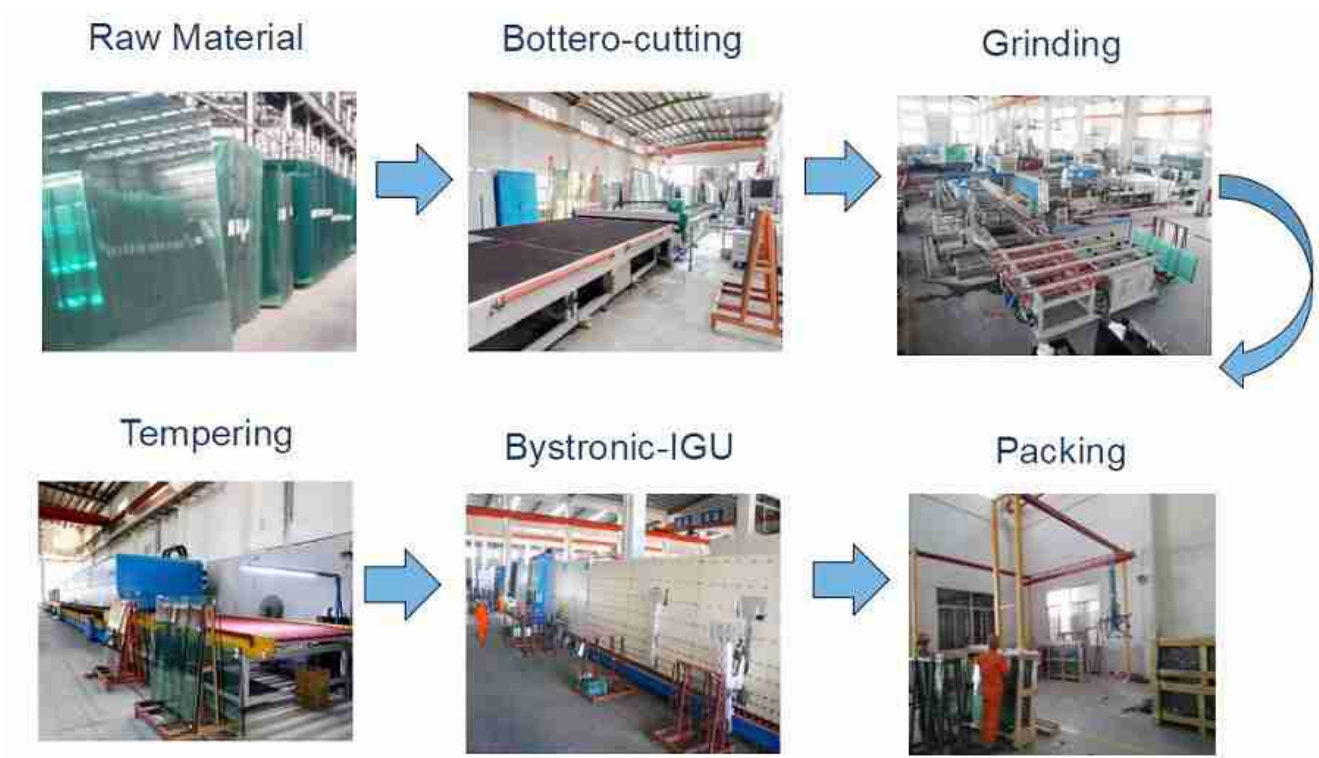 Raw Material
Bottero-cutting
Grinding
Tempering
Bystronic-IGU
Packing